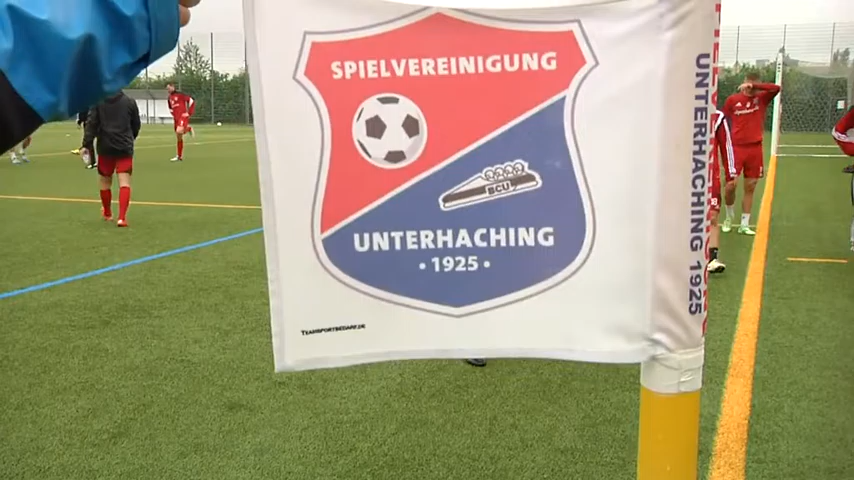 SPIELVEREINIGUNG
BCU
UNTERHACHING
• 1925 •
TEAMSPORTBEDARF.DE
UNTERHACHING 1925